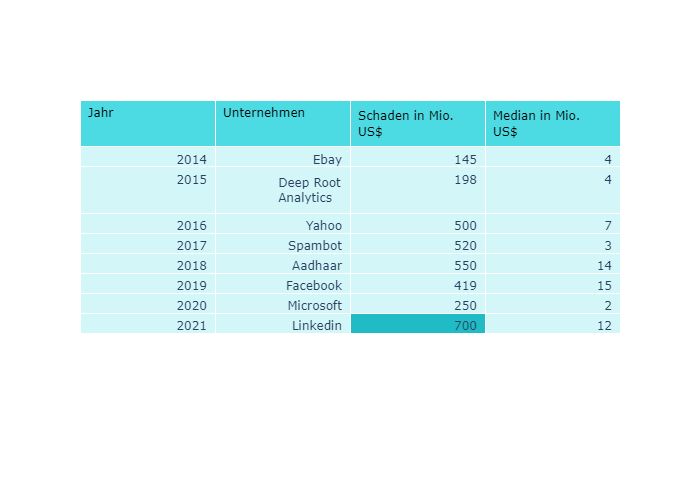 Jahr Unternehmen Schaden in Mio. US$ Median in Mio. US$
2014 Ebay 145 4
2015 Deep Root Analytics 198 4
2016 Yahoo 500 7
2017 Spambot 520 3
2018 Aadhaar 550 14
2019 Facebook 419 15
2020 Microsoft 250 2
2021 Linkedin 700 12